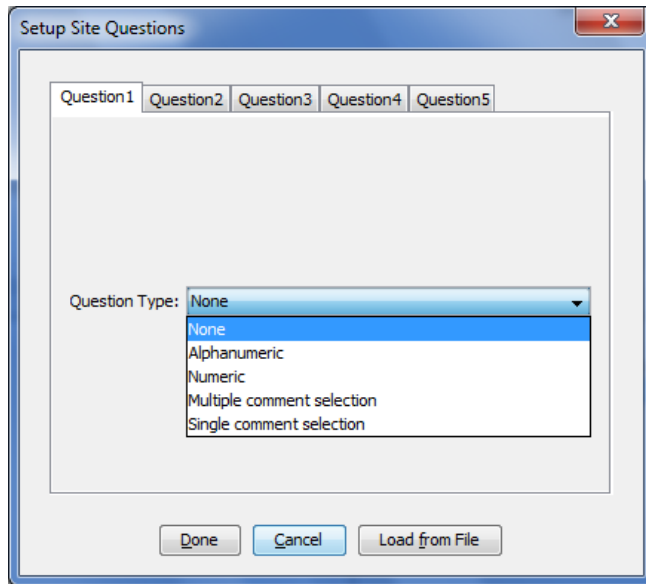 Setup Site Questions
Question1 Question2 Question3 Question4 Question5
Question Type: None
None
Alphanumeric
Numeric
Multiple comment selection
Single comment selection
Done Cancel Load from File